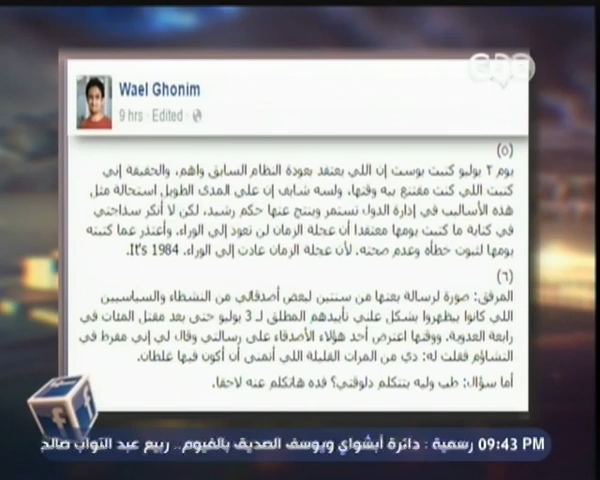 cbc
Wael Ghonim
9 hrs · Edited ·
(٥)
يوم ٢ يوليو كتبت بوست إن اللي يعتقد بعودة النظام السابق واهم، والحقيقة إني
كتبت اللي كنت مقتنع بيه وقتها، ولسه شايف إن على المدى الطويل استحالة مثل
هذه الأساليب في إدارة الدول تستمر وينتج عنها حكم رشيد، لكن لا أنكر سذاجتي
في كتابة ما كتبت يومها معتقدا أن عجلة الزمان لن تعود إلى الوراء. وأعتذر عما كتبته
يومها لثبوت خطأه وعدم صحته. لأن عجلة الزمان عادت إلى الوراء. It's 1984.
(٦)
المرفق: صورة لرسالة بعتها من سنتين لبعض أصدقائي من النشطاء والسياسيين
اللي كانوا بيظهروا بشكل علني تأييدهم المطلق لـ 3 يوليو حتى بعد مقتل المئات في
رابعة العدوية. ووقتها اعترض أحد هؤلاء الأصدقاء على رسالتي وقال لي إني مفرط في
التشاؤم فقلت له: دي من المرات القليلة اللي أتمنى أن أكون فيها غلطان.
أما سؤال: طب وليه بتتكلم دلوقتي؟ فده هاتكلم عنه لاحقا.
09:43 PM رسمية : دائرة أبشواي ويوسف الصديق بالفيوم.. ربيع عبد التواب صالح